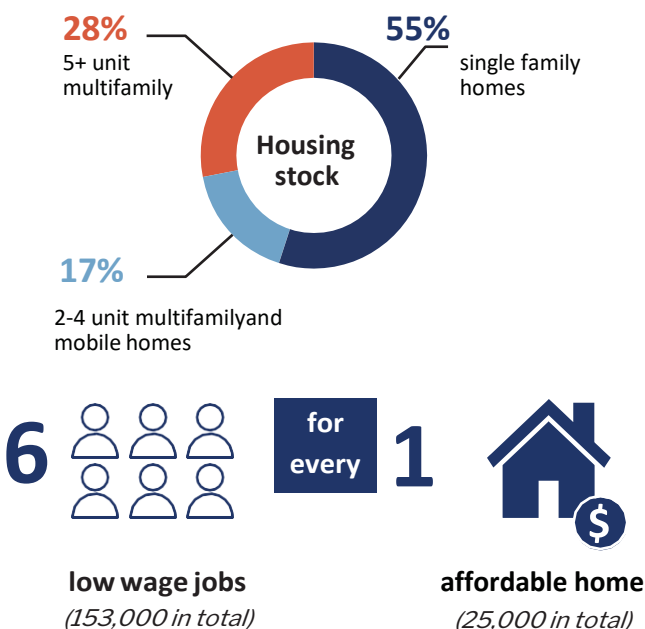 28%
5+ unit
multifamily
55%
single family
homes
Housing
stock
17%
2-4 unit multifamilyand
mobile homes
6
for
every
1
$
low wage jobs
(153,000 in total)
affordable home
(25,000 in total)